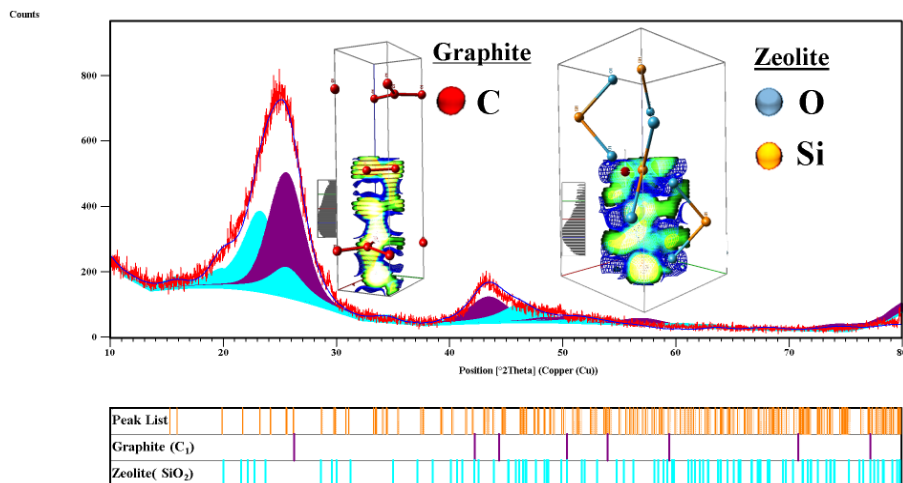 Counts
Graphite
C
Zeolite
O
Si
800
600
400
200
0
10 20 30 40 50 60 70 80
Position [°2Theta] (Copper (Cu))
Peak List
Graphite (C₁)
Zeolite( SiO₂)